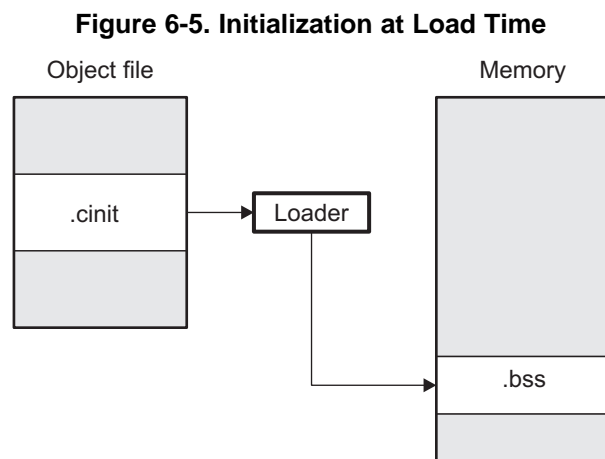 Figure 6-5. Initialization at Load Time
Object file
Memory
.cinit
Loader
.bss